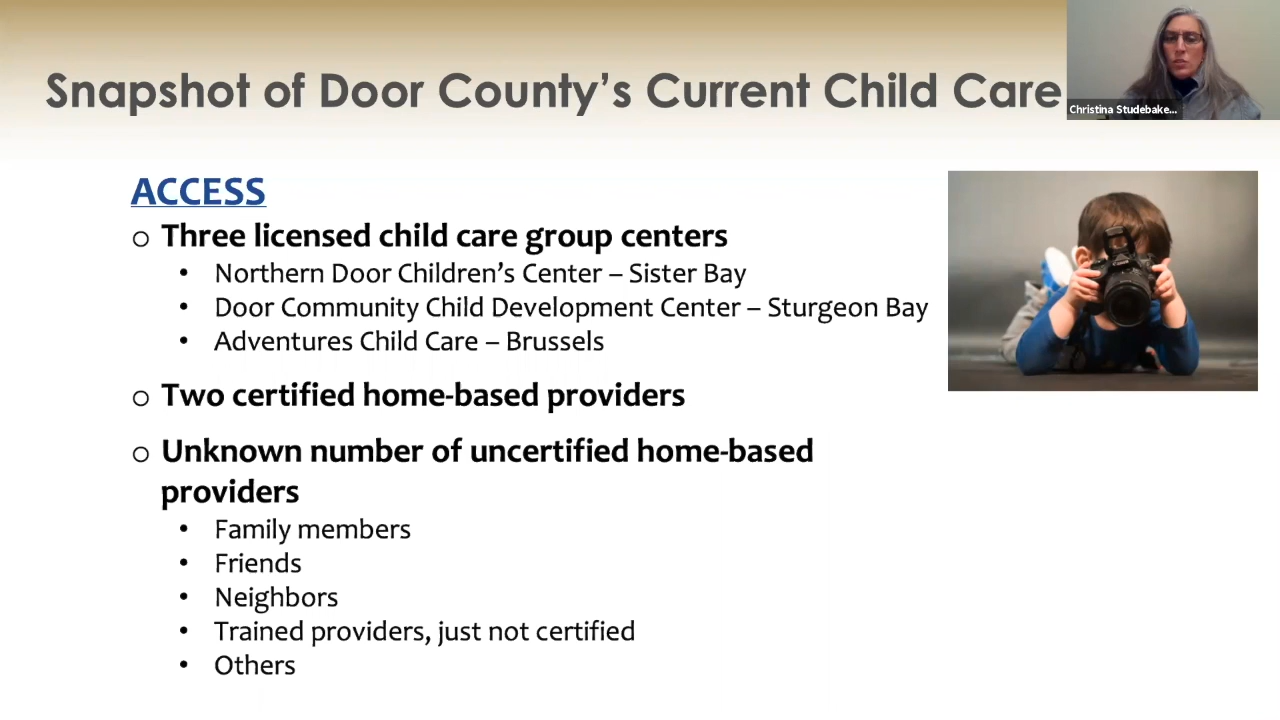 Snapshot of Door County’s Current Child Care
Christina Studebake...
ACCESS
o Three licensed child care group centers
• Northern Door Children’s Center – Sister Bay
• Door Community Child Development Center – Sturgeon Bay
• Adventures Child Care – Brussels
o Two certified home-based providers
o Unknown number of uncertified home-based
providers
• Family members
• Friends
• Neighbors
• Trained providers, just not certified
• Others